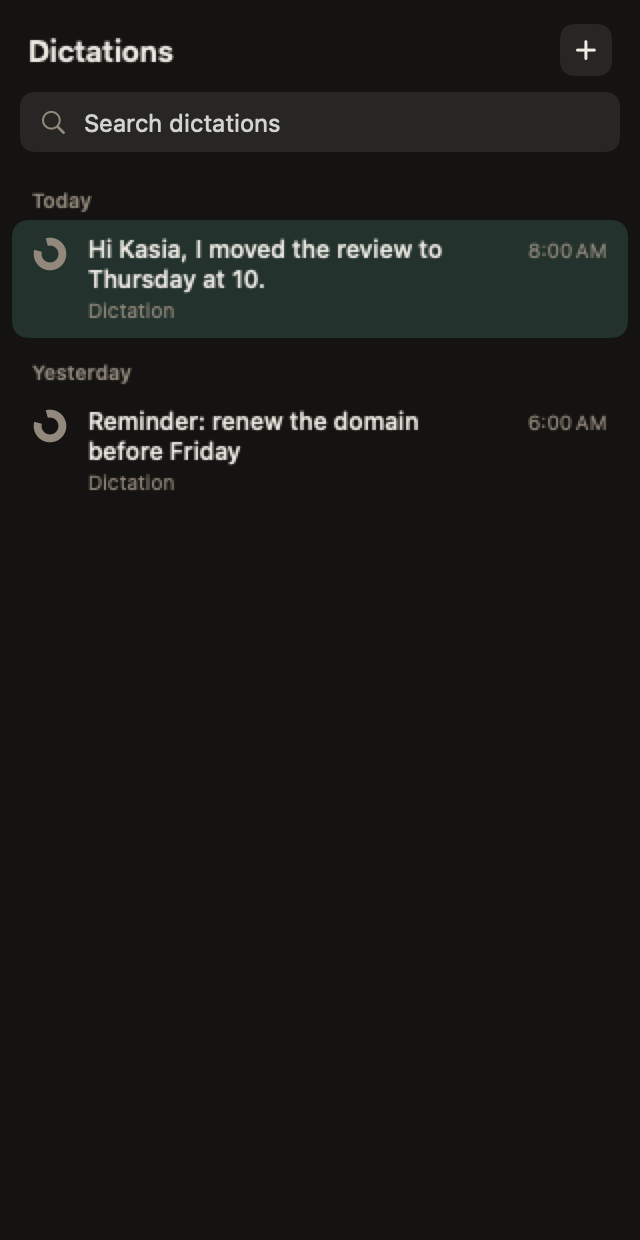 Dictations
Search dictations
Today
Hi Kasia, I moved the review to
8:00 AM
Thursday at 10.
Dictation
Yesterday
Reminder: renew the domain
6:00 AM
before Friday
Dictation